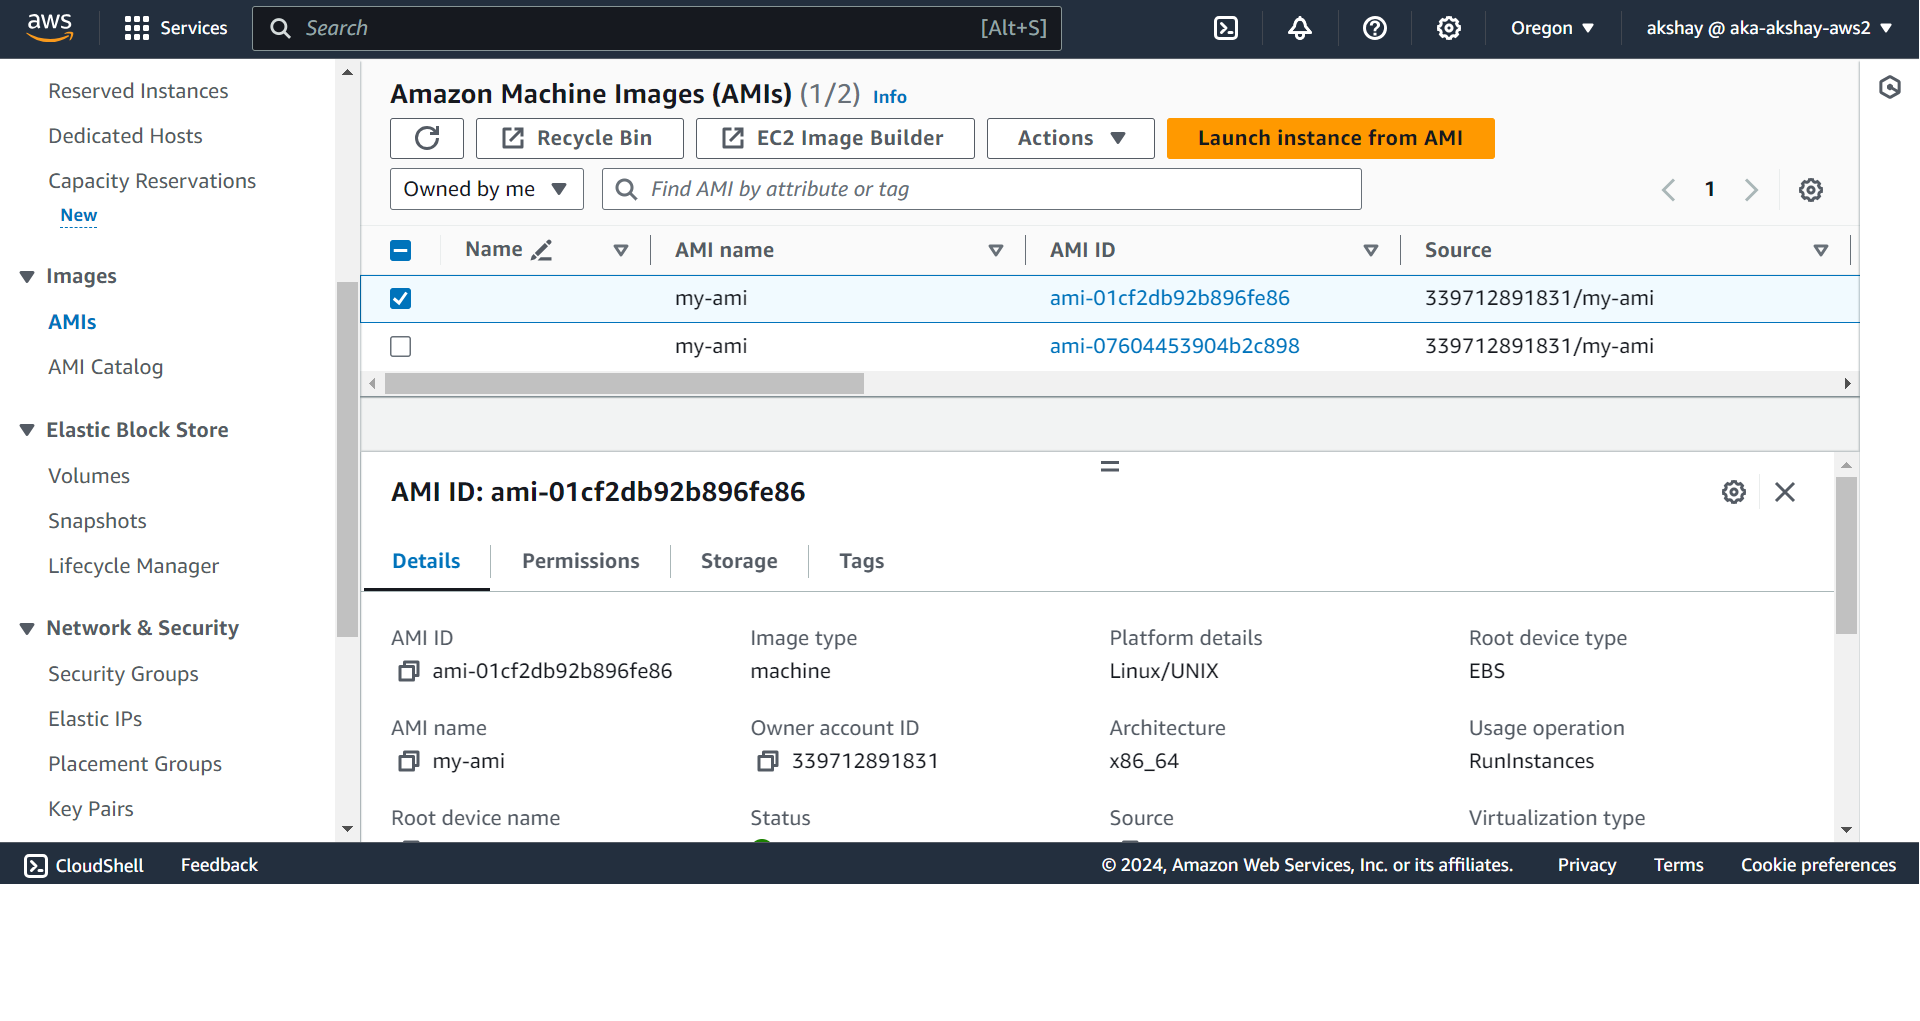 aws
Services
Search
[Alt+S]
Oregon
akshay @ aka-akshay-aws2
Reserved Instances
Dedicated Hosts
Capacity Reservations
New
Images
AMIs
AMI Catalog
Elastic Block Store
Volumes
Snapshots
Lifecycle Manager
Network & Security
Security Groups
Elastic IPs
Placement Groups
Key Pairs
Amazon Machine Images (AMIs) (1/2) Info
Recycle Bin
EC2 Image Builder
Actions
Launch instance from AMI
Owned by me
Find AMI by attribute or tag
1
Name AMI name AMI ID Source
my-ami ami-01cf2db92b896fe86 339712891831/my-ami
my-ami ami-07604453904b2c898 339712891831/my-ami
AMI ID: ami-01cf2db92b896fe86
Details Permissions Storage Tags
AMI ID Image type Platform details Root device type
ami-01cf2db92b896fe86 machine Linux/UNIX EBS
AMI name Owner account ID Architecture Usage operation
my-ami 339712891831 x86_64 RunInstances
Root device name Status Source Virtualization type
CloudShell Feedback © 2024, Amazon Web Services, Inc. or its affiliates. Privacy Terms Cookie preferences